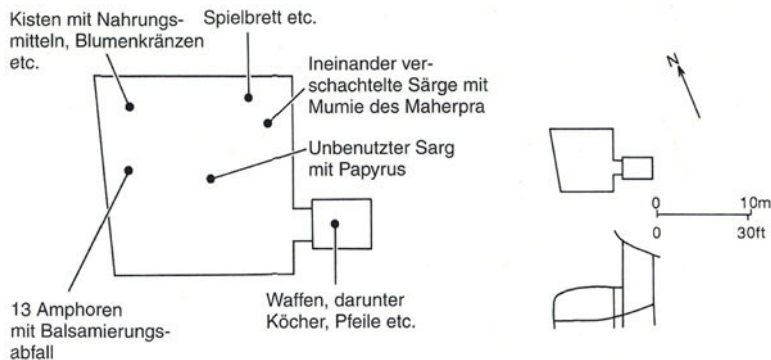 Kisten mit Nahrungs-
mitteln, Blumenkränzen
etc.
Spielbrett etc.
Ineinander ver-
schachtelte Särge mit
Mumie des Maherpra
Unbenutzter Sarg
mit Papyrus
13 Amphoren
mit Balsamierungs-
abfall
Waffen, darunter
Köcher, Pfeile etc.
N
0 10m
0 30ft